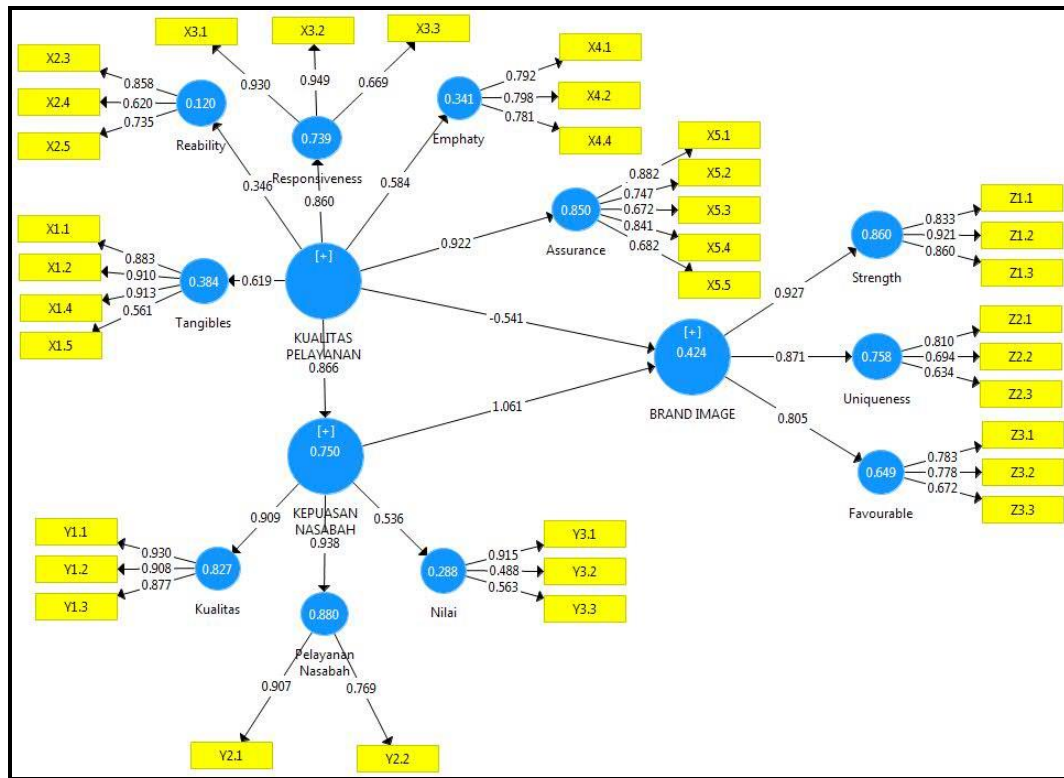 X3.1
X3.2
X3.3
X2.3
X2.4
X2.5
0.858
0.620
0.735
0.120
Reability
0.930
0.949
0.669
0.739
Responsiveness
X4.1
X4.2
X4.4
0.792
0.798
0.781
0.341
Emphaty
0.346
0.860
0.584
X5.1
X5.2
X5.3
X5.4
X5.5
0.882
0.747
0.672
0.841
0.682
0.850
Assurance
0.922
X1.1
X1.2
X1.4
X1.5
0.883
0.910
0.913
0.561
0.384
Tangibles
0.619
[+]
KUALITAS
PELAYANAN
0.866
-0.541
1.061
[+]
0.424
BRAND IMAGE
0.927
0.871
0.805
0.860
Strength
0.833
0.921
0.860
Z1.1
Z1.2
Z1.3
0.758
Uniqueness
0.810
0.694
0.634
Z2.1
Z2.2
Z2.3
0.649
Favourable
0.783
0.778
0.672
Z3.1
Z3.2
Z3.3
[+]
0.750
KEPUASAN
NASABAH
0.909
0.938
0.536
Y1.1
Y1.2
Y1.3
0.930
0.908
0.877
0.827
Kualitas
0.880
Pelayanan
Nasabah
0.907
0.769
Y2.1
Y2.2
0.288
Nilai
0.915
0.488
0.563
Y3.1
Y3.2
Y3.3